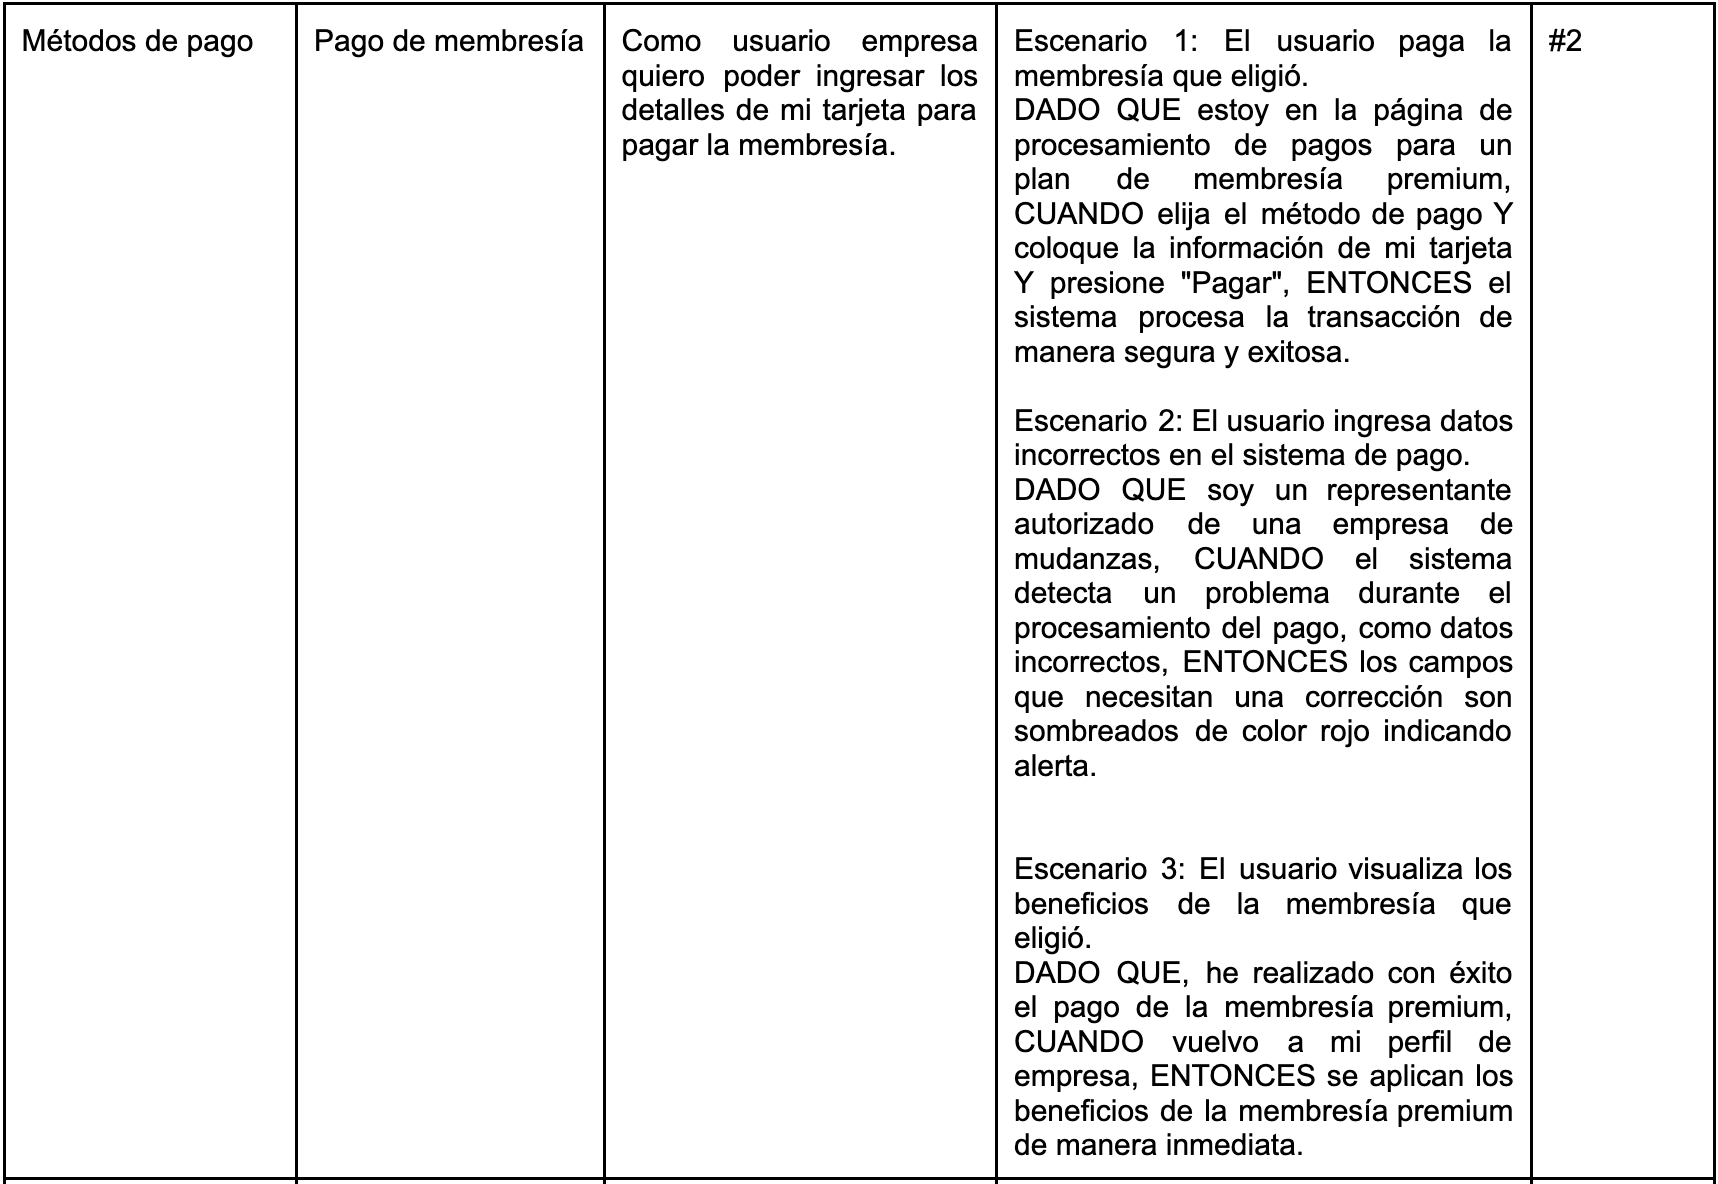 Métodos de pago
Pago de membresía
Como usuario empresa
quiero poder ingresar los
detalles de mi tarjeta para
pagar la membresía.
Escenario 1: El usuario paga la
membresía que eligió.
DADO QUE estoy en la página de
procesamiento de pagos para un
plan de membresía premium,
CUANDO elija el método de pago Y
coloque la información de mi tarjeta
Y presione "Pagar", ENTONCES el
sistema procesa la transacción de
manera segura y exitosa.
Escenario 2: El usuario ingresa datos
incorrectos en el sistema de pago.
DADO QUE soy un representante
autorizado de una empresa de
mudanzas, CUANDO el sistema
detecta un problema durante el
procesamiento del pago, como datos
incorrectos, ENTONCES los campos
que necesitan una corrección son
sombreados de color rojo indicando
alerta.
Escenario 3: El usuario visualiza los
beneficios de la membresía que
eligió.
DADO QUE, he realizado con éxito
el pago de la membresía premium,
CUANDO vuelvo a mi perfil de
empresa, ENTONCES se aplican los
beneficios de la membresía premium
de manera inmediata.
#2